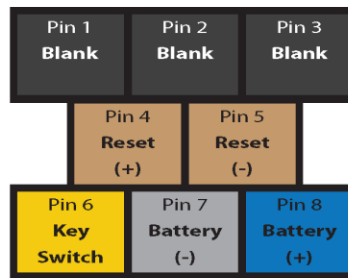 Pin 1 Pin 2 Pin 3
Blank Blank Blank
Pin 4 Pin 5
Reset Reset
(+) (-)
Pin 6 Pin 7 Pin 8
Key Battery Battery
Switch (-) (+)